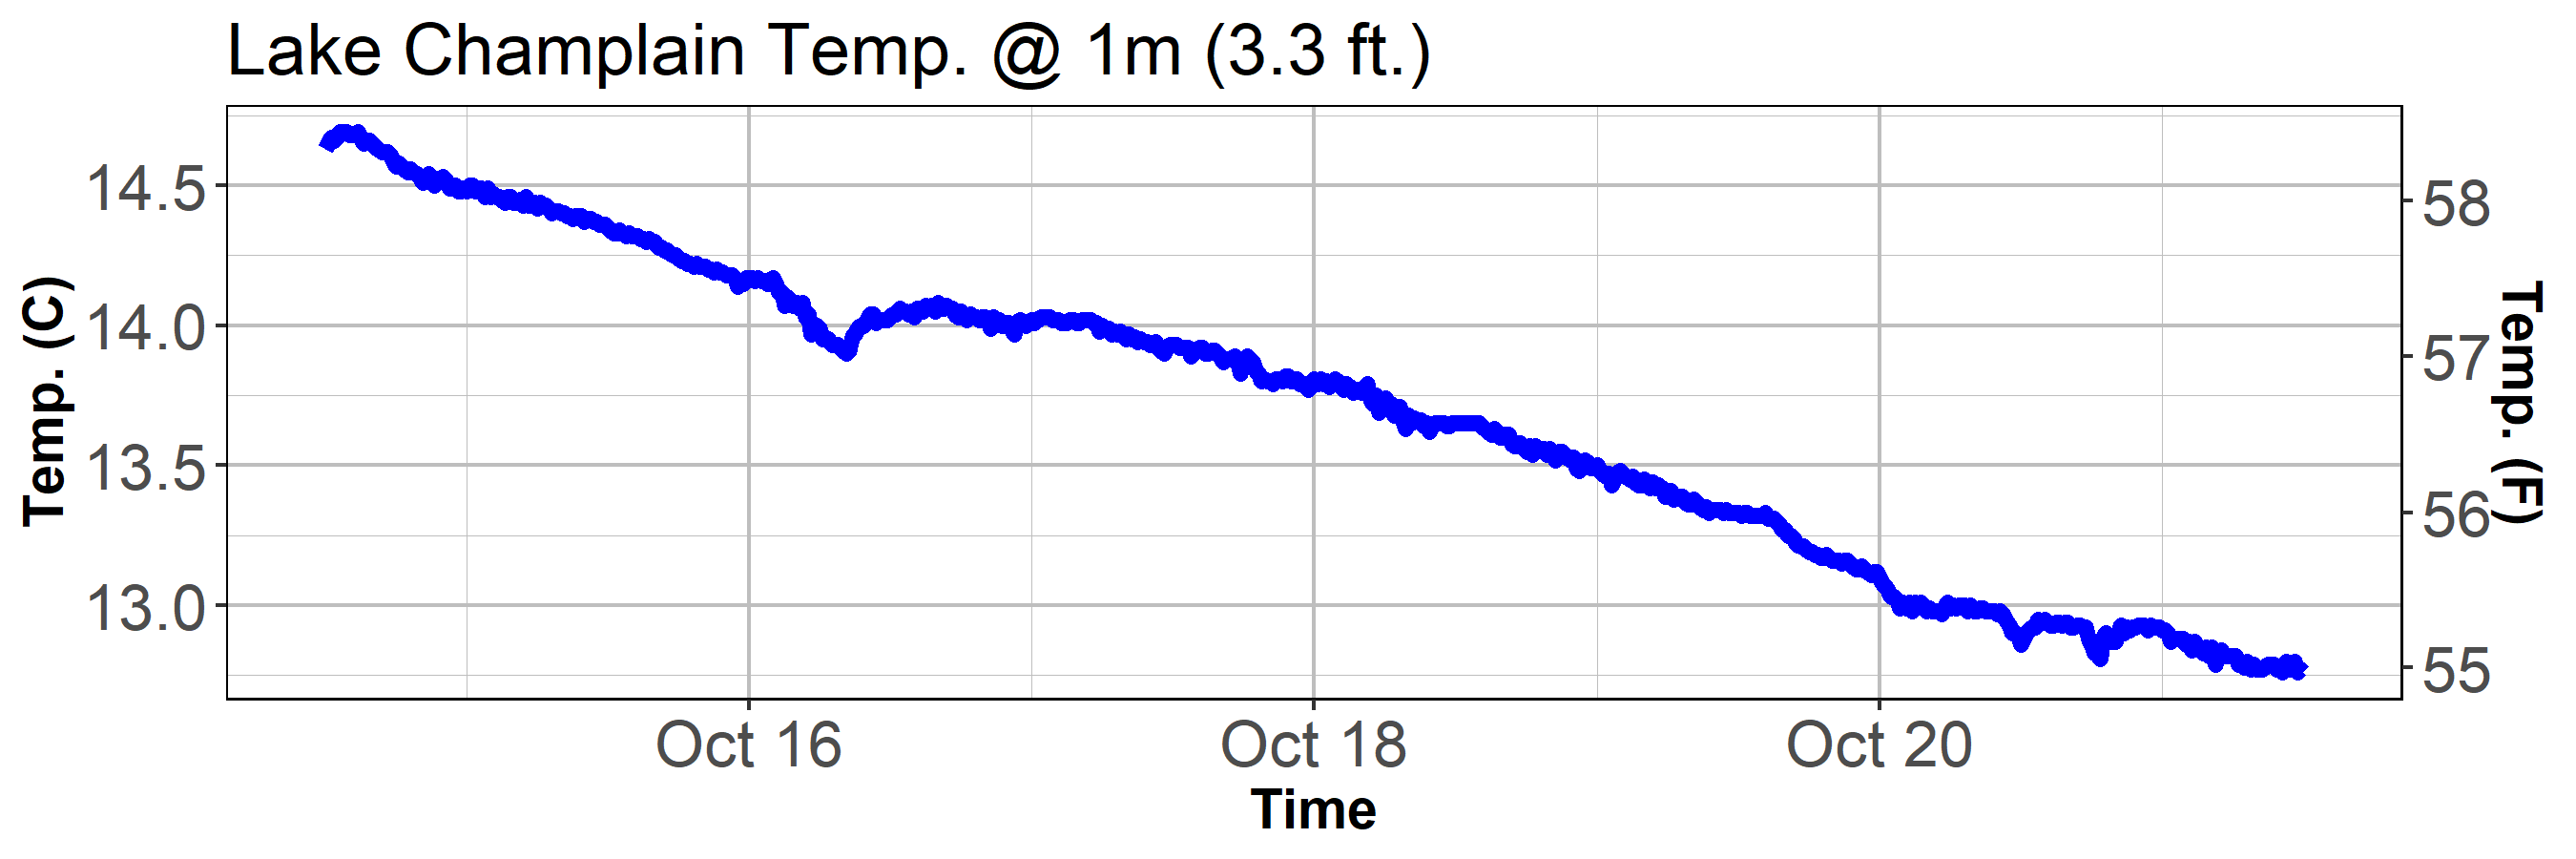 Lake Champlain Temp. @ 1m (3.3 ft.)
Temp. (C)
14.5
14.0
13.5
13.0
58
57
56
55
Temp. (F)
Oct 16
Oct 18
Oct 20
Time